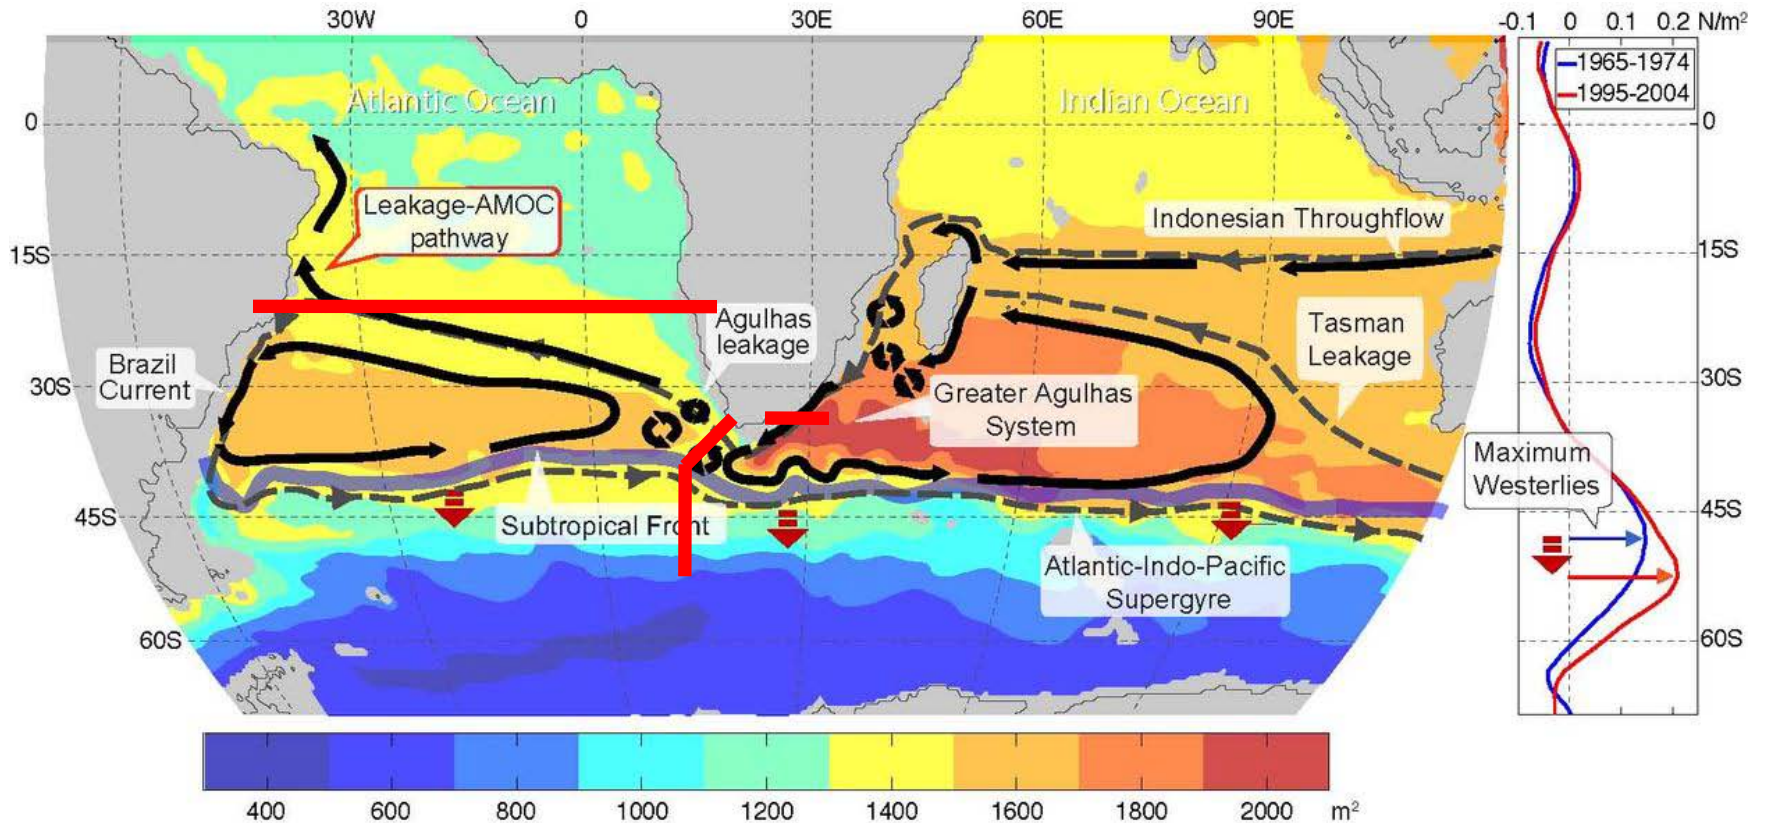 30W 0 30E 60E 90E
-0.1 0 0.1 0.2 N/m²
1965-1974
1995-2004
Atlantic Ocean
Indian Ocean
0
0
Leakage-AMOC
pathway
Indonesian Throughflow
15S
15S
Agulhas
leakage
Tasman
Leakage
Brazil
Current
30S
30S
Greater Agulhas
System
Maximum
Westerlies
45S
45S
Subtropical Front
Atlantic-Indo-Pacific
Supergyre
60S
60S
400 600 800 1000 1200 1400 1600 1800 2000 m²